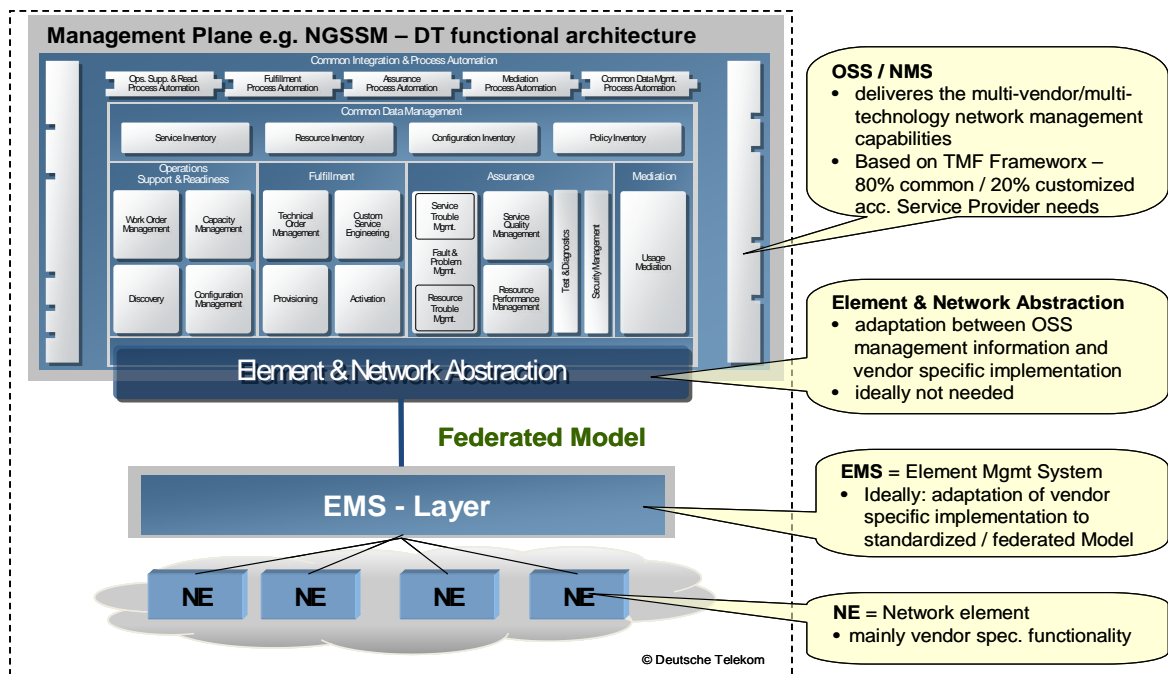 Management Plane e.g. NGSSM – DT functional architecture
Common Integration & Process Automation
Ops. Supp. & Read.
Process Automation
Fulfillment
Process Automation
Assurance
Process Automation
Mediation
Process Automation
Common Data Mgmt.
Process Automation
Common Data Management
Service Inventory
Resource Inventory
Configuration Inventory
Policy Inventory
Operations
Support & Readiness
Fulfillment
Assurance
Mediation
Work Order
Management
Capacity
Management
Discovery
Configuration
Management
Technical
Order
Management
Custom
Service
Engineering
Provisioning
Activation
Service
Trouble
Mgmt.
Fault &
Problem
Mgmt.
Resource
Trouble
Mgmt.
Service
Quality
Management
Resource
Performance
Management
Test & Diagnostics
Security Management
Usage
Mediation
Element & Network Abstraction
Federated Model
EMS - Layer
NE
NE
NE
NE
© Deutsche Telekom
OSS / NMS
• deliveres the multi-vendor/multi-
technology network management
capabilities
• Based on TMF Frameworx –
80% common / 20% customized
acc. Service Provider needs
Element & Network Abstraction
• adaptation between OSS
management information and
vendor specific implementation
• ideally not needed
EMS = Element Mgmt System
• Ideally: adaptation of vendor
specific implementation to
standardized / federated Model
NE = Network element
• mainly vendor spec. functionality